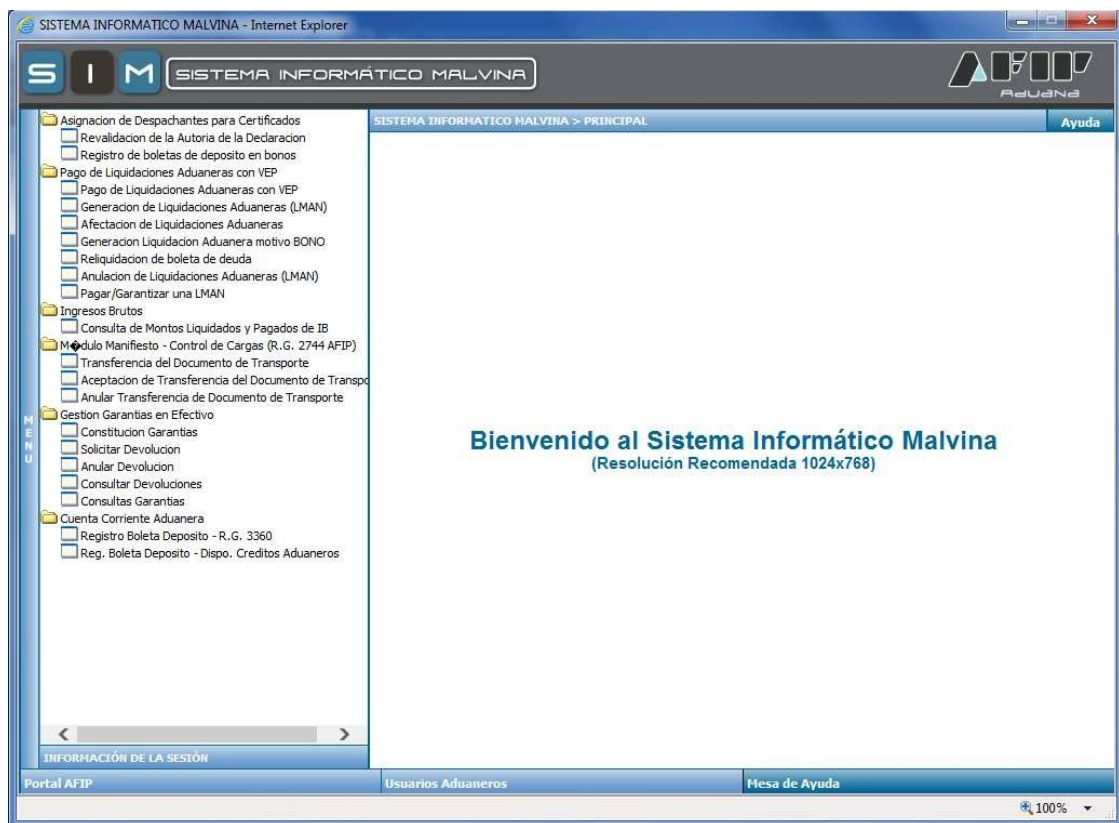 SISTEMA INFORMATICO MALVINA - Internet Explorer
S I M SISTEMA INFORMÁTICO MALVINA
AFIP
ADUANA
Asignacion de Despachantes para Certificados
Revalidacion de la Autoria de la Declaracion
Registro de boletas de deposito en bonos
Pago de Liquidaciones Aduaneras con VEP
Pago de Liquidaciones Aduaneras con VEP
Generacion de Liquidaciones Aduaneras (LMAN)
Afectacion de Liquidaciones Aduaneras
Generacion Liquidacion Aduanera motivo BONO
Reliquidacion de boleta de deuda
Anulacion de Liquidaciones Aduaneras (LMAN)
Pagar/Garantizar una LMAN
Ingresos Brutos
Consulta de Montos Liquidados y Pagados de IB
M�dulo Manifiesto - Control de Cargas (R.G. 2744 AFIP)
Transferencia del Documento de Transporte
Aceptacion de Transferencia del Documento de Transpo
Anular Transferencia de Documento de Transporte
Gestion Garantias en Efectivo
Constitucion Garantias
Solicitar Devolucion
Anular Devolucion
Consultar Devoluciones
Consultas Garantias
Cuenta Corriente Aduanera
Registro Boleta Deposito - R.G. 3360
Reg. Boleta Deposito - Dispo. Creditos Aduaneros
MENU
INFORMACIÓN DE LA SESIÓN
SISTEMA INFORMATICO MALVINA > PRINCIPAL
Ayuda
Bienvenido al Sistema Informático Malvina
(Resolución Recomendada 1024x768)
Portal AFIP
Usuarios Aduaneros
Mesa de Ayuda
100%